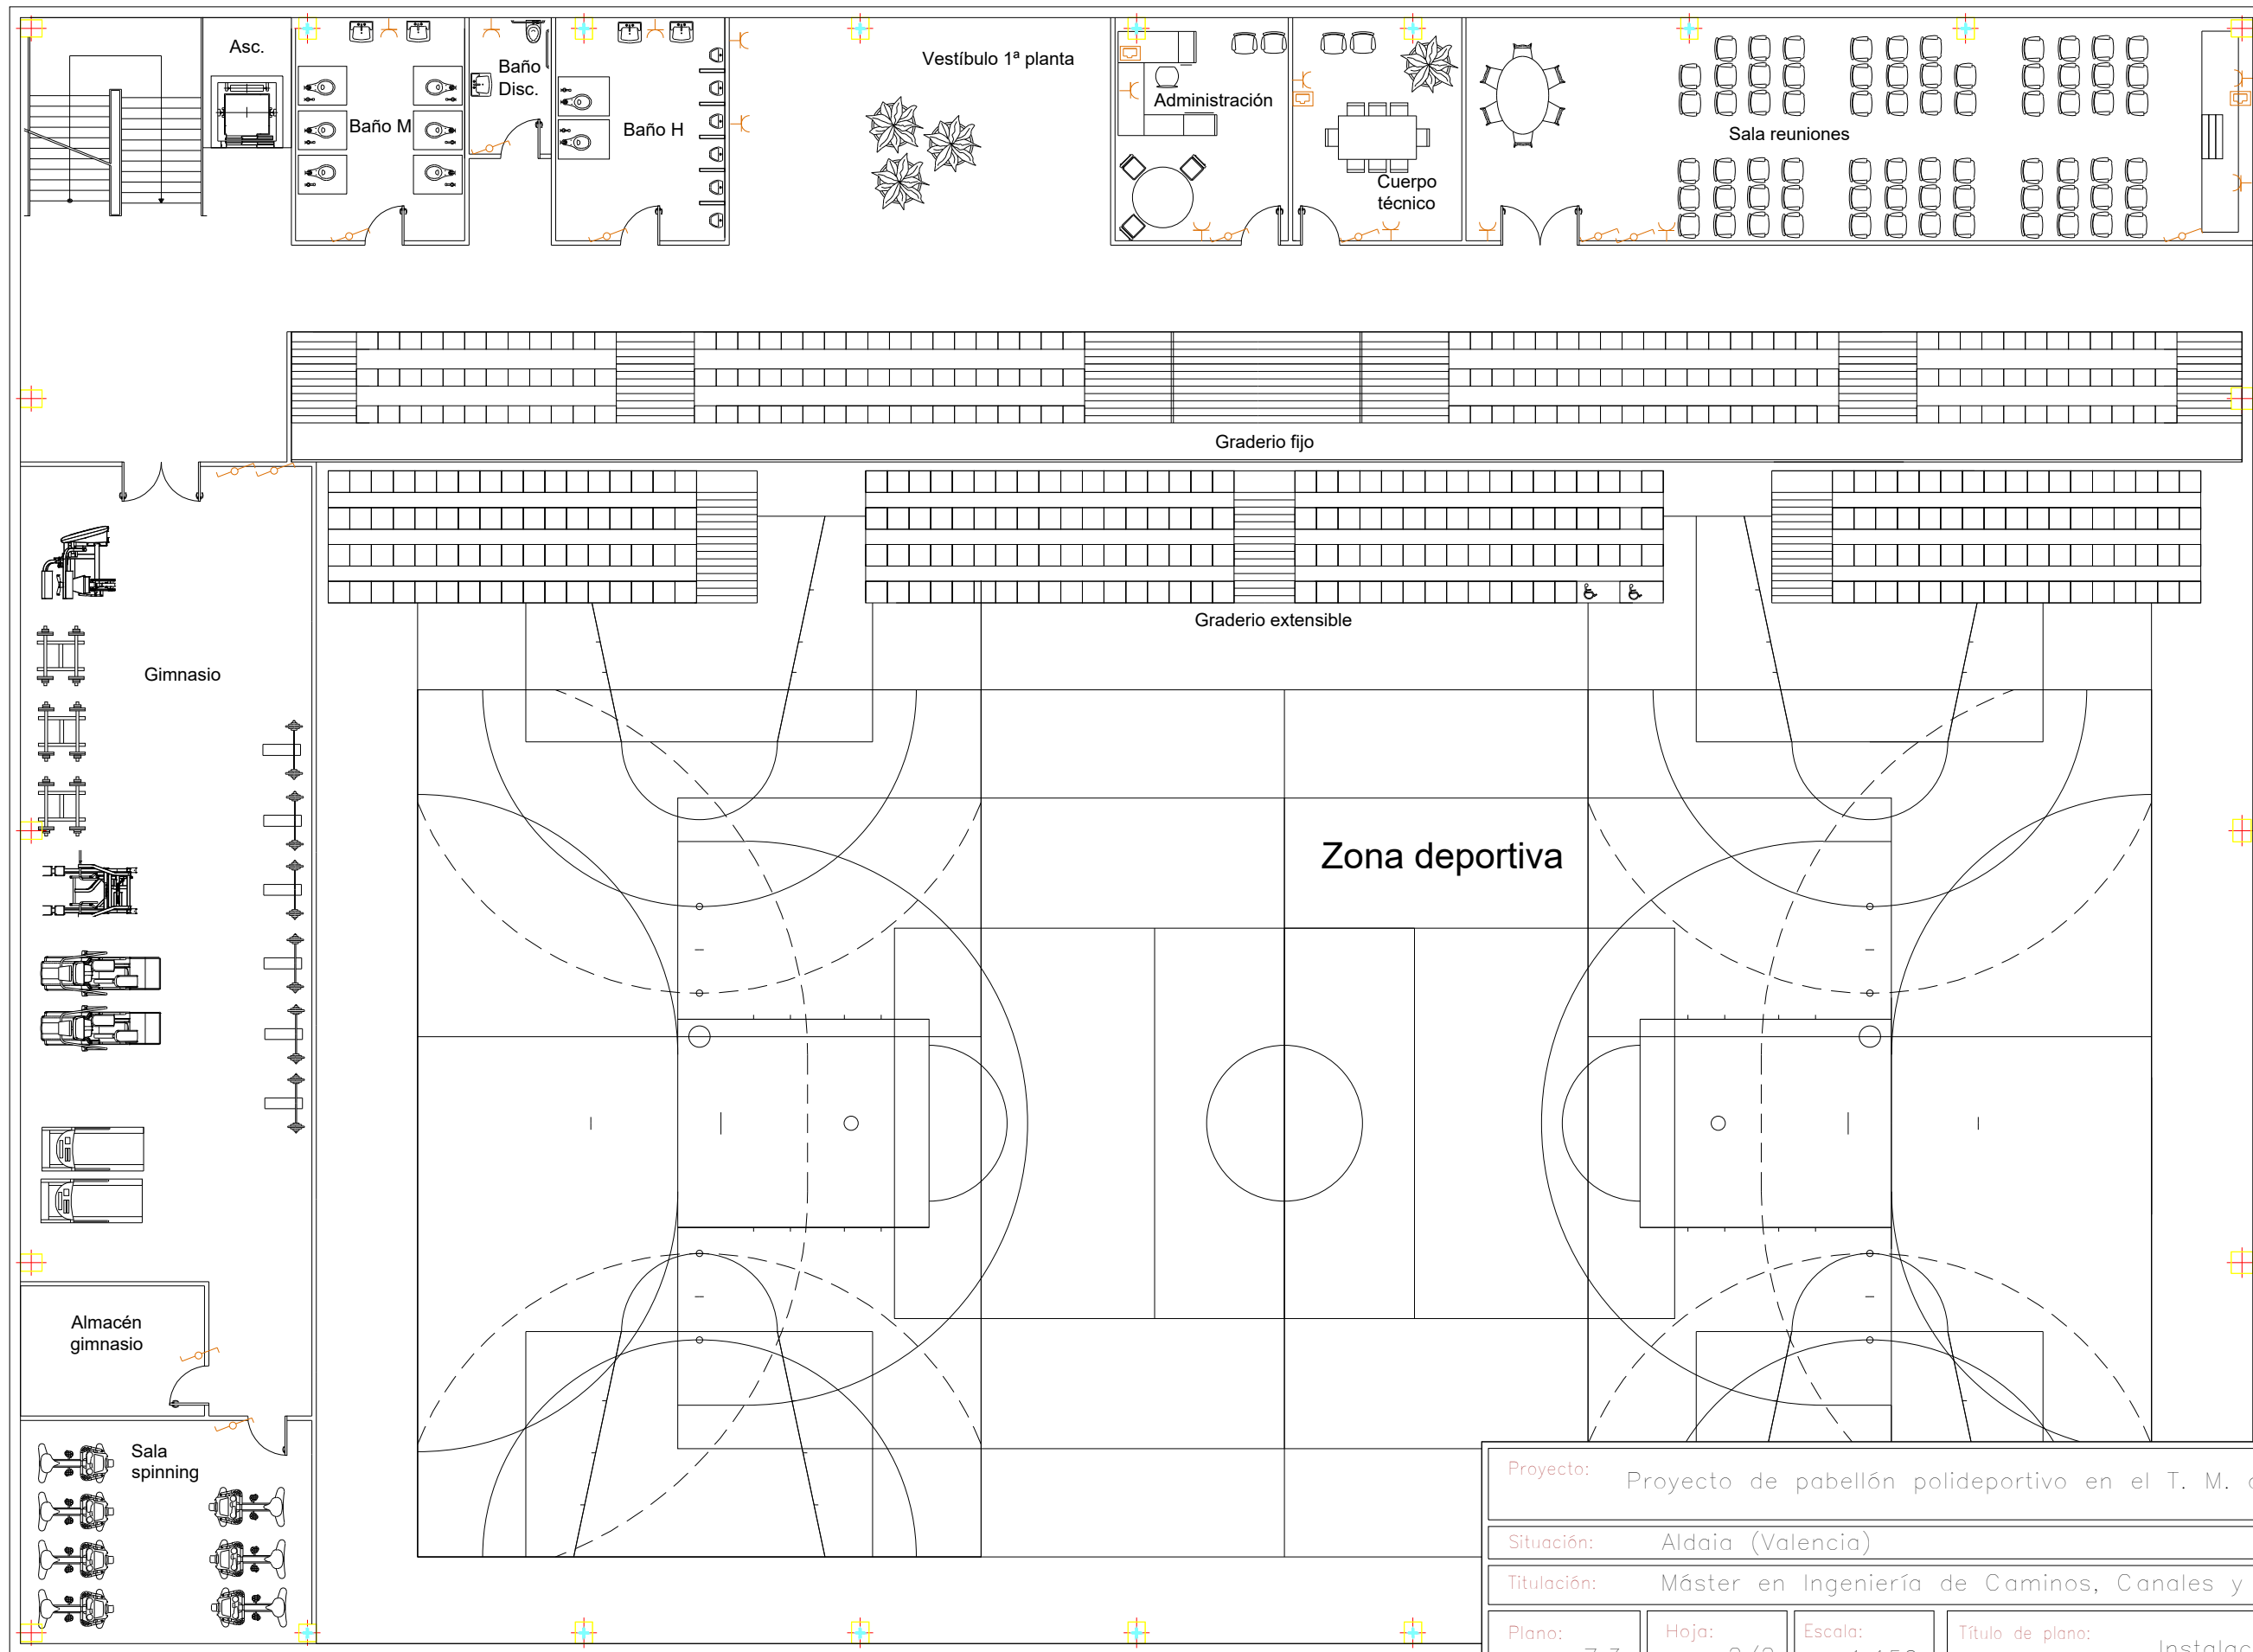 Asc.
Baño M
Baño
Disc.
Baño H
Vestíbulo 1ª planta
Administración
Cuerpo
técnico
Sala reuniones
Graderio fijo
Graderio extensible
Gimnasio
Zona deportiva
Almacén
gimnasio
Sala
spinning
Proyecto: Proyecto de pabellón polideportivo en el T. M.
Situación: Aldaia (Valencia)
Titulación: Máster en Ingeniería de Caminos, Canales y
Plano:
Hoja:
Escala:
Título de plano: